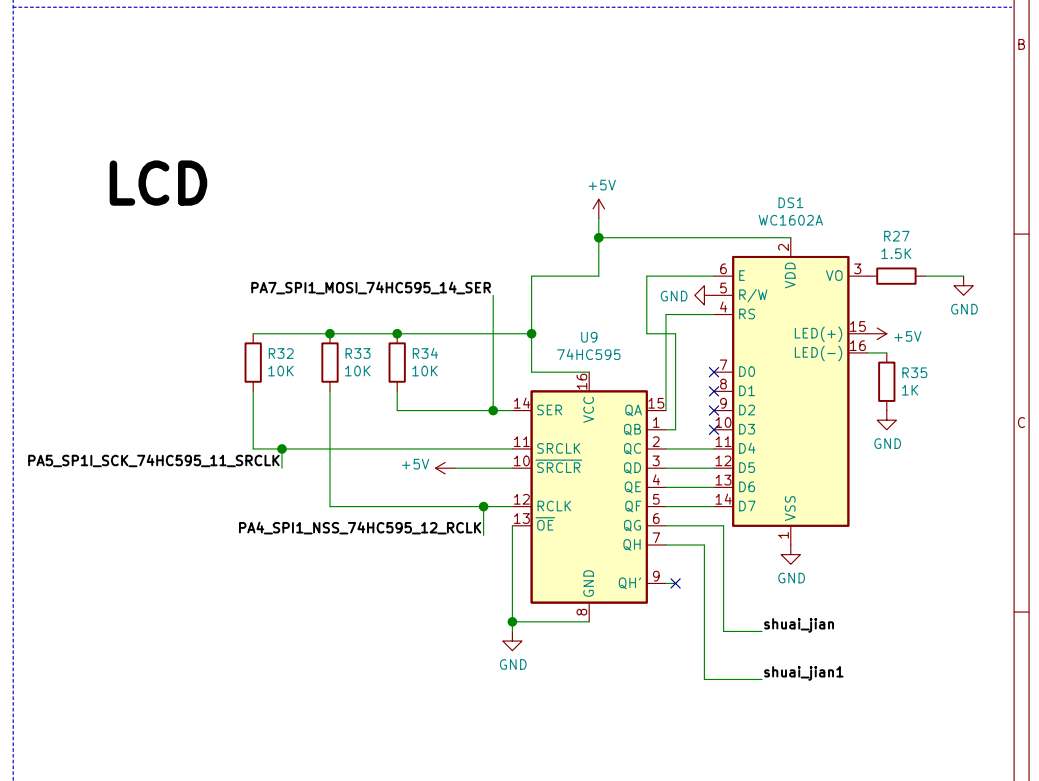 B
LCD
+5V
DS1
WC1602A
R27
1.5K
2
VDD
6
E
VO
3
PA7_SPI1_MOSI_74HC595_14_SER
GND
5
R/W
4
RS
GND
LED(+)
15
+5V
LED(-)
16
U9
74HC595
R32
10K
R33
10K
R34
10K
R35
1K
7
D0
16
VCC
8
D1
14
SER
QA
15
9
D2
QB
1
10
D3
C
GND
11
SRCLK
QC
2
11
D4
PA5_SP1I_SCK_74HC595_11_SRCLK
+5V
10
SRCLR
QD
3
12
D5
QE
4
13
D6
12
RCLK
QF
5
14
D7
VSS
PA4_SPI1_NSS_74HC595_12_RCLK
13
OE
QG
6
1
QH
7
GND
GND
QH'
9
8
shuai_jian
GND
shuai_jian1